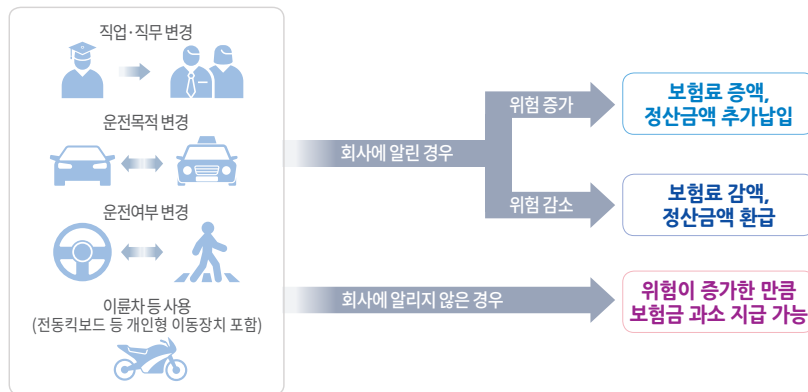 직업·직무 변경
운전목적 변경
운전여부 변경
이륜차 등 사용
(전동킥보드 등 개인형 이동장치 포함)
회사에 알린 경우
위험 증가
보험료 증액,
정산금액 추가납입
위험 감소
보험료 감액,
정산금액 환급
회사에 알리지 않은 경우
위험이 증가한 만큼
보험금 과소 지급 가능